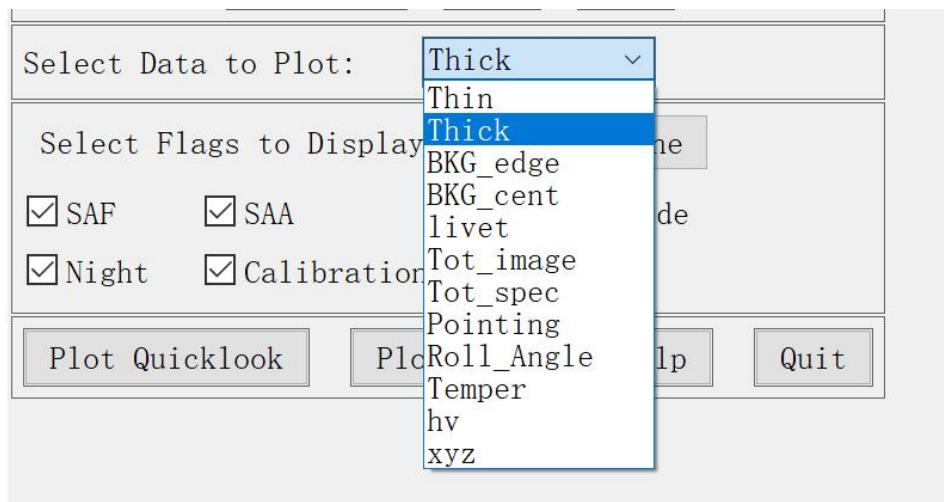 Select Data to Plot: Thick
Thin
Thick
BKG_edge
BKG_cent
livet
Tot_image
Tot_spec
Pointing
Roll_Angle
Temper
hv
xyz
Select Flags to Display
SAF SAA
Night Calibration
Plot Quicklook Quit